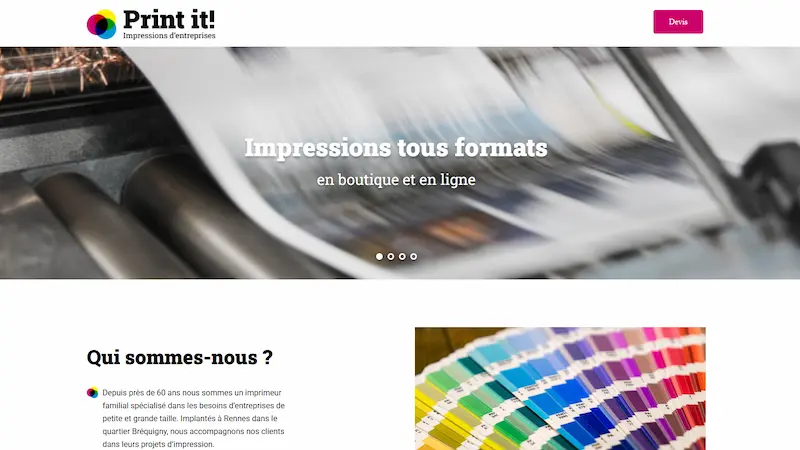 Print it!
Impressions d'entreprises
Devis
Impressions tous formats
en boutique et en ligne
Qui sommes-nous ?
Depuis près de 60 ans nous sommes un imprimeur
familial spécialisé dans les besoins d'entreprises de
petite et grande taille. Implantés à Rennes dans le
quartier Bréquigny, nous accompagnons nos clients
dans leurs projets d'impression.